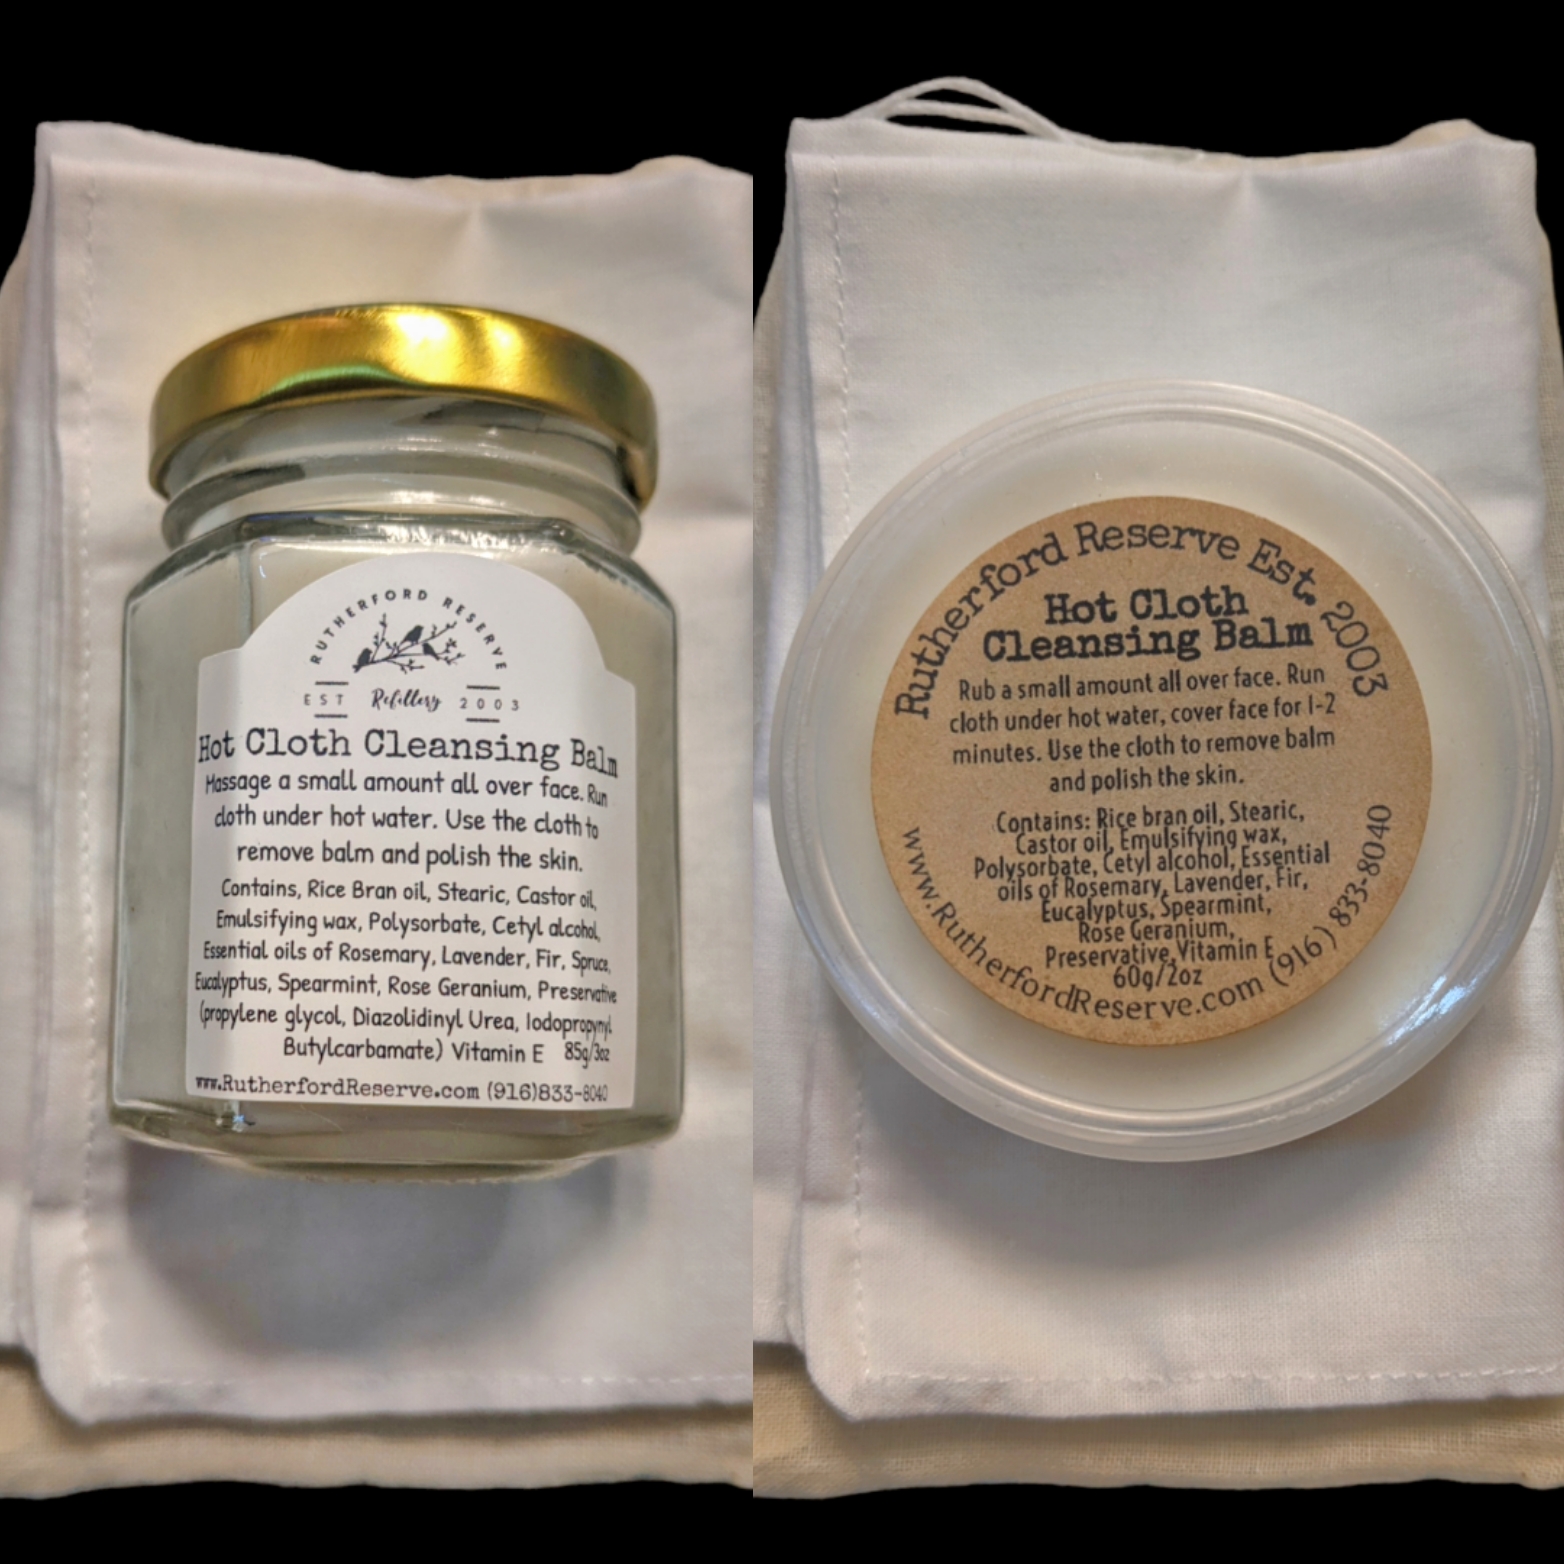 RUTHERFORD RESERVE
EST Refillery 2003
Hot Cloth Cleansing Balm
Massage a small amount all over face. Run
cloth under hot water. Use the cloth to
remove balm and polish the skin.
Contains, Rice Bran oil, Stearic, Castor oil,
Emulsifying wax, Polysorbate, Cetyl alcohol,
Essential oils of Rosemary, Lavender, Fir, Spruce,
Eucalyptus, Spearmint, Rose Geranium, Preservative
(propylene glycol, Diazolidinyl Urea, Iodopropynyl
Butylcarbamate) Vitamin E 85g/3oz
www.RutherfordReserve.com (916)833-8040
Rutherford Reserve Est. 2003
Hot Cloth
Cleansing Balm
Rub a small amount all over face. Run
cloth under hot water, cover face for 1-2
minutes. Use the cloth to remove balm
and polish the skin.
Contains: Rice bran oil, Stearic,
Castor oil, Emulsifying wax,
Polysorbate, Cetyl alcohol, Essential
oils of Rosemary, Lavender, Fir,
Eucalyptus, Spearmint,
Rose Geranium,
Preservative, Vitamin E
60g/2oz
www.RutherfordReserve.com (916) 833-8040